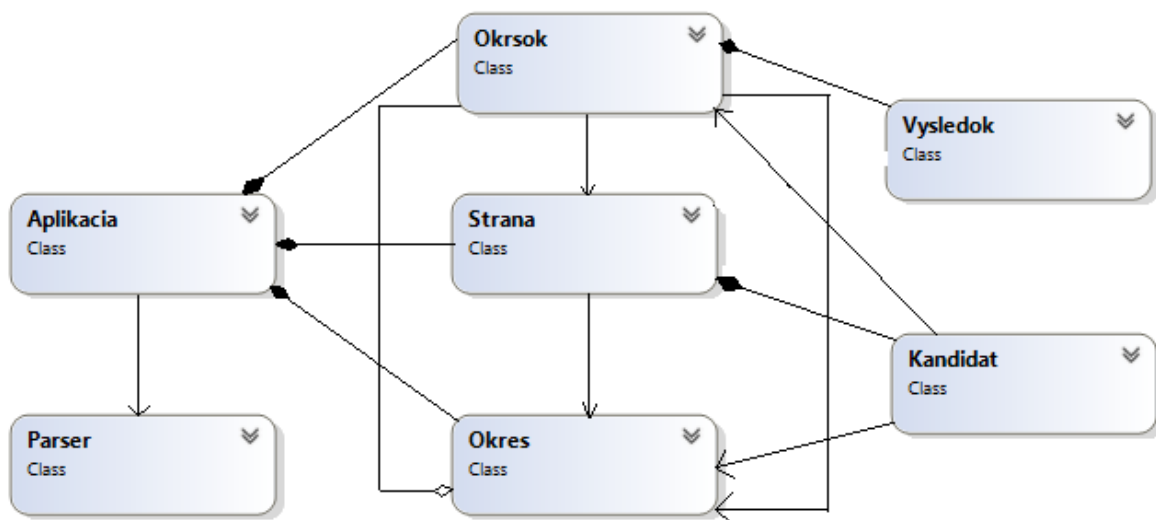 Okrsok
Class
Vysledok
Class
Aplikacia
Class
Strana
Class
Kandidat
Class
Parser
Class
Okres
Class